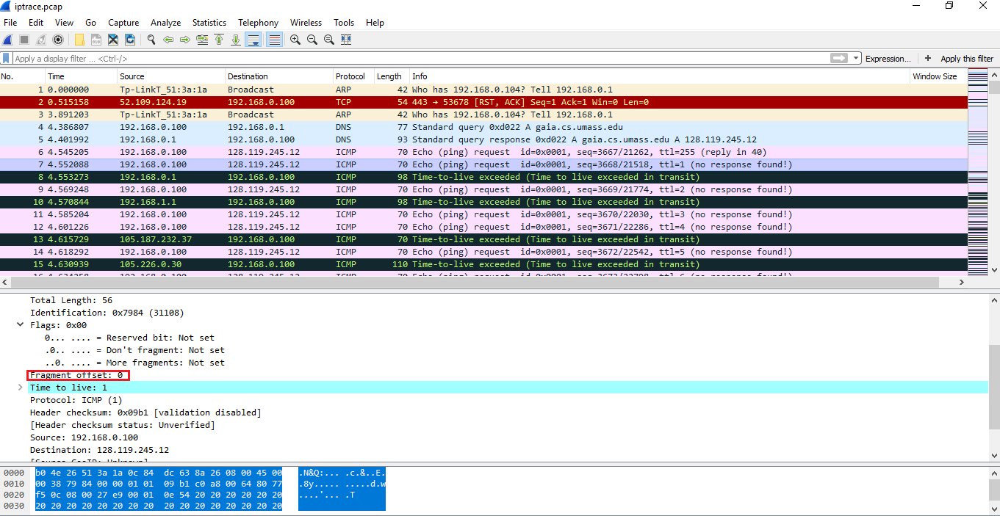 iptrace.pcap
File Edit View Go Capture Analyze Statistics Telephony Wireless Tools Help
Apply a display filter ... <Ctrl-/> Expression... + Apply this filter
No. Time Source Destination Protocol Length Info Window Size
1 0.000000 Tp-LinkT_51:3a:1a Broadcast ARP 42 Who has 192.168.0.104? Tell 192.168.0.1
2 0.515158 52.109.124.19 192.168.0.100 TCP 54 443 → 53678 [RST, ACK] Seq=1 Ack=1 Win=0 Len=0
3 3.891203 Tp-LinkT_51:3a:1a Broadcast ARP 42 Who has 192.168.0.104? Tell 192.168.0.1
4 4.386807 192.168.0.100 192.168.0.1 DNS 77 Standard query 0xd022 A gaia.cs.umass.edu
5 4.401992 192.168.0.1 192.168.0.100 DNS 93 Standard query response 0xd022 A gaia.cs.umass.edu A 128.119.245.12
6 4.545205 192.168.0.100 128.119.245.12 ICMP 70 Echo (ping) request id=0x0001, seq=3667/21262, ttl=255 (reply in 40)
7 4.552088 192.168.0.100 128.119.245.12 ICMP 70 Echo (ping) request id=0x0001, seq=3668/21518, ttl=1 (no response found!)
8 4.553273 192.168.0.1 192.168.0.100 ICMP 98 Time-to-live exceeded (Time to live exceeded in transit)
9 4.569248 192.168.0.100 128.119.245.12 ICMP 70 Echo (ping) request id=0x0001, seq=3669/21774, ttl=2 (no response found!)
10 4.570844 192.168.1.1 192.168.0.100 ICMP 98 Time-to-live exceeded (Time to live exceeded in transit)
11 4.585204 192.168.0.100 128.119.245.12 ICMP 70 Echo (ping) request id=0x0001, seq=3670/22030, ttl=3 (no response found!)
12 4.601226 192.168.0.100 128.119.245.12 ICMP 70 Echo (ping) request id=0x0001, seq=3671/22286, ttl=4 (no response found!)
13 4.615729 105.187.232.37 192.168.0.100 ICMP 70 Time-to-live exceeded (Time to live exceeded in transit)
14 4.618292 192.168.0.100 128.119.245.12 ICMP 70 Echo (ping) request id=0x0001, seq=3672/22542, ttl=5 (no response found!)
15 4.630939 105.226.0.30 192.168.0.100 ICMP 110 Time-to-live exceeded (Time to live exceeded in transit)
Total Length: 56
Identification: 0x7984 (31108)
Flags: 0x00
0... .... = Reserved bit: Not set
.0.. .... = Don't fragment: Not set
..0. .... = More fragments: Not set
Fragment offset: 0
Time to live: 1
Protocol: ICMP (1)
Header checksum: 0x09b1 [validation disabled]
[Header checksum status: Unverified]
Source: 192.168.0.100
Destination: 128.119.245.12
0000 b0 4e 26 51 3a 1a 0c 84 dc 63 8a 26 08 00 45 00 .N&Q:... .c.&..E.
0010 00 38 79 84 00 00 01 01 09 b1 c0 a8 00 64 80 77 .8y..... .....d.w
0020 f5 0c 08 00 27 e9 00 01 0e 54 20 20 20 20 20 20 ....'... .T
0030 20 20 20 20 20 20 20 20 20 20 20 20 20 20 20 20